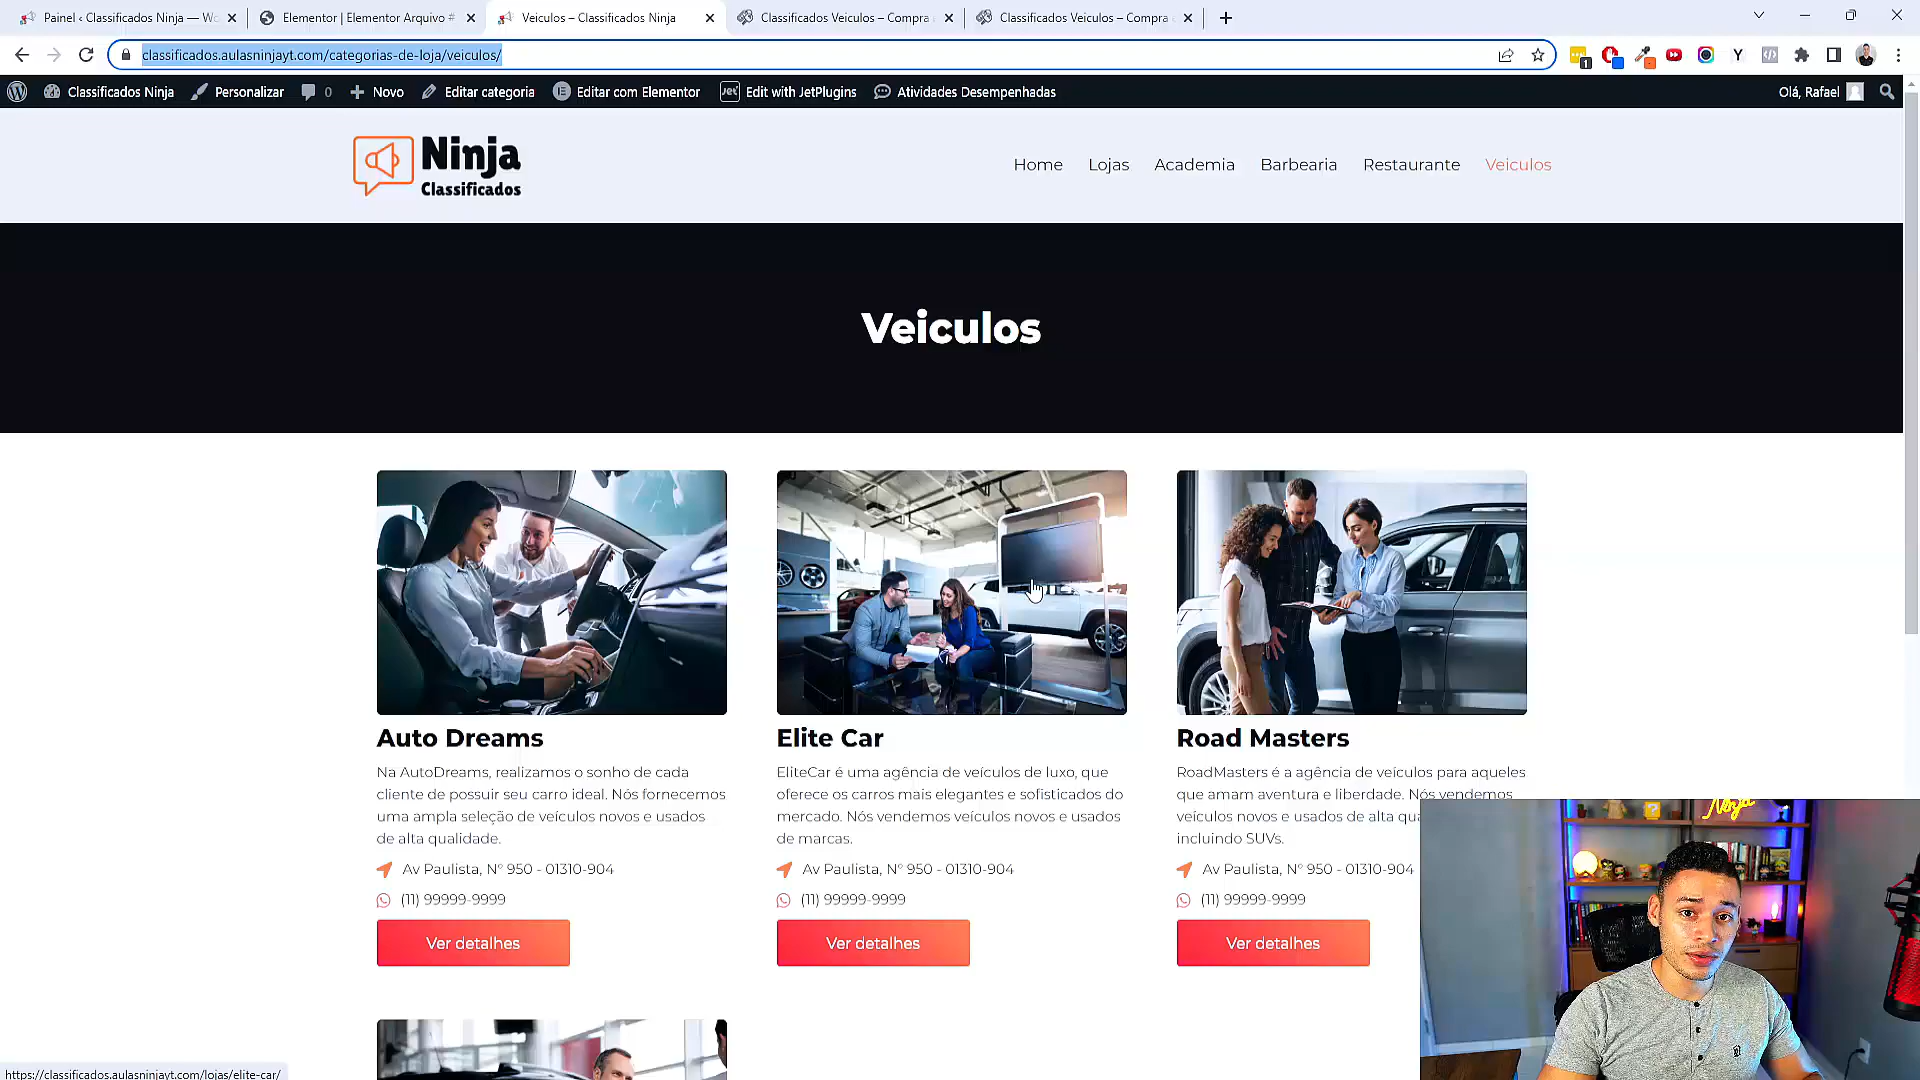 Painel ‹ Classificados Ninja — Wo
Elementor | Elementor Arquivo #
Veiculos – Classificados Ninja
Classificados Veiculos – Compra
Classificados Veiculos – Compra
classificados.aulasninjayt.com/categorias-de-loja/veiculos/
1
Y
Classificados Ninja
Personalizar
0
Novo
Editar categoria
Editar com Elementor
Jet
Edit with JetPlugins
Atividades Desempenhadas
Olá, Rafael
Ninja
Classificados
Home
Lojas
Academia
Barbearia
Restaurante
Veiculos
Veiculos
Auto Dreams
Na AutoDreams, realizamos o sonho de cada
cliente de possuir seu carro ideal. Nós fornecemos
uma ampla seleção de veículos novos e usados
de alta qualidade.
Av Paulista, Nº 950 - 01310-904
(11) 99999-9999
Ver detalhes
Elite Car
EliteCar é uma agência de veículos de luxo, que
oferece os carros mais elegantes e sofisticados do
mercado. Nós vendemos veículos novos e usados
de marcas.
Av Paulista, Nº 950 - 01310-904
(11) 99999-9999
Ver detalhes
Road Masters
RoadMasters é a agência de veículos para aqueles
que amam aventura e liberdade. Nós vendemos
veículos novos e usados de alta qua
incluindo SUVs.
Av Paulista, Nº 950 - 01310-904
(11) 99999-9999
Ver detalhes
Ninja
https://classificados.aulasninjayt.com/lojas/elite-car/